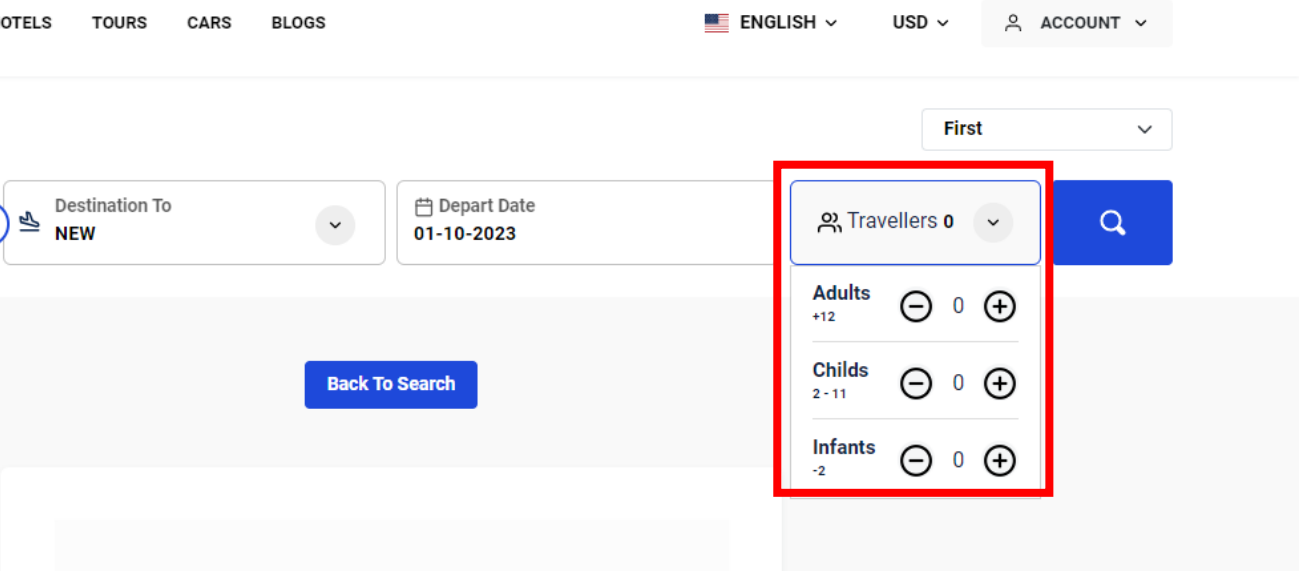 OTELS TOURS CARS BLOGS ENGLISH USD ACCOUNT
First
Destination To
NEW
Depart Date
01-10-2023
Travellers 0
Adults 0
+12
Childs 0
2 - 11
Infants 0
-2
Back To Search